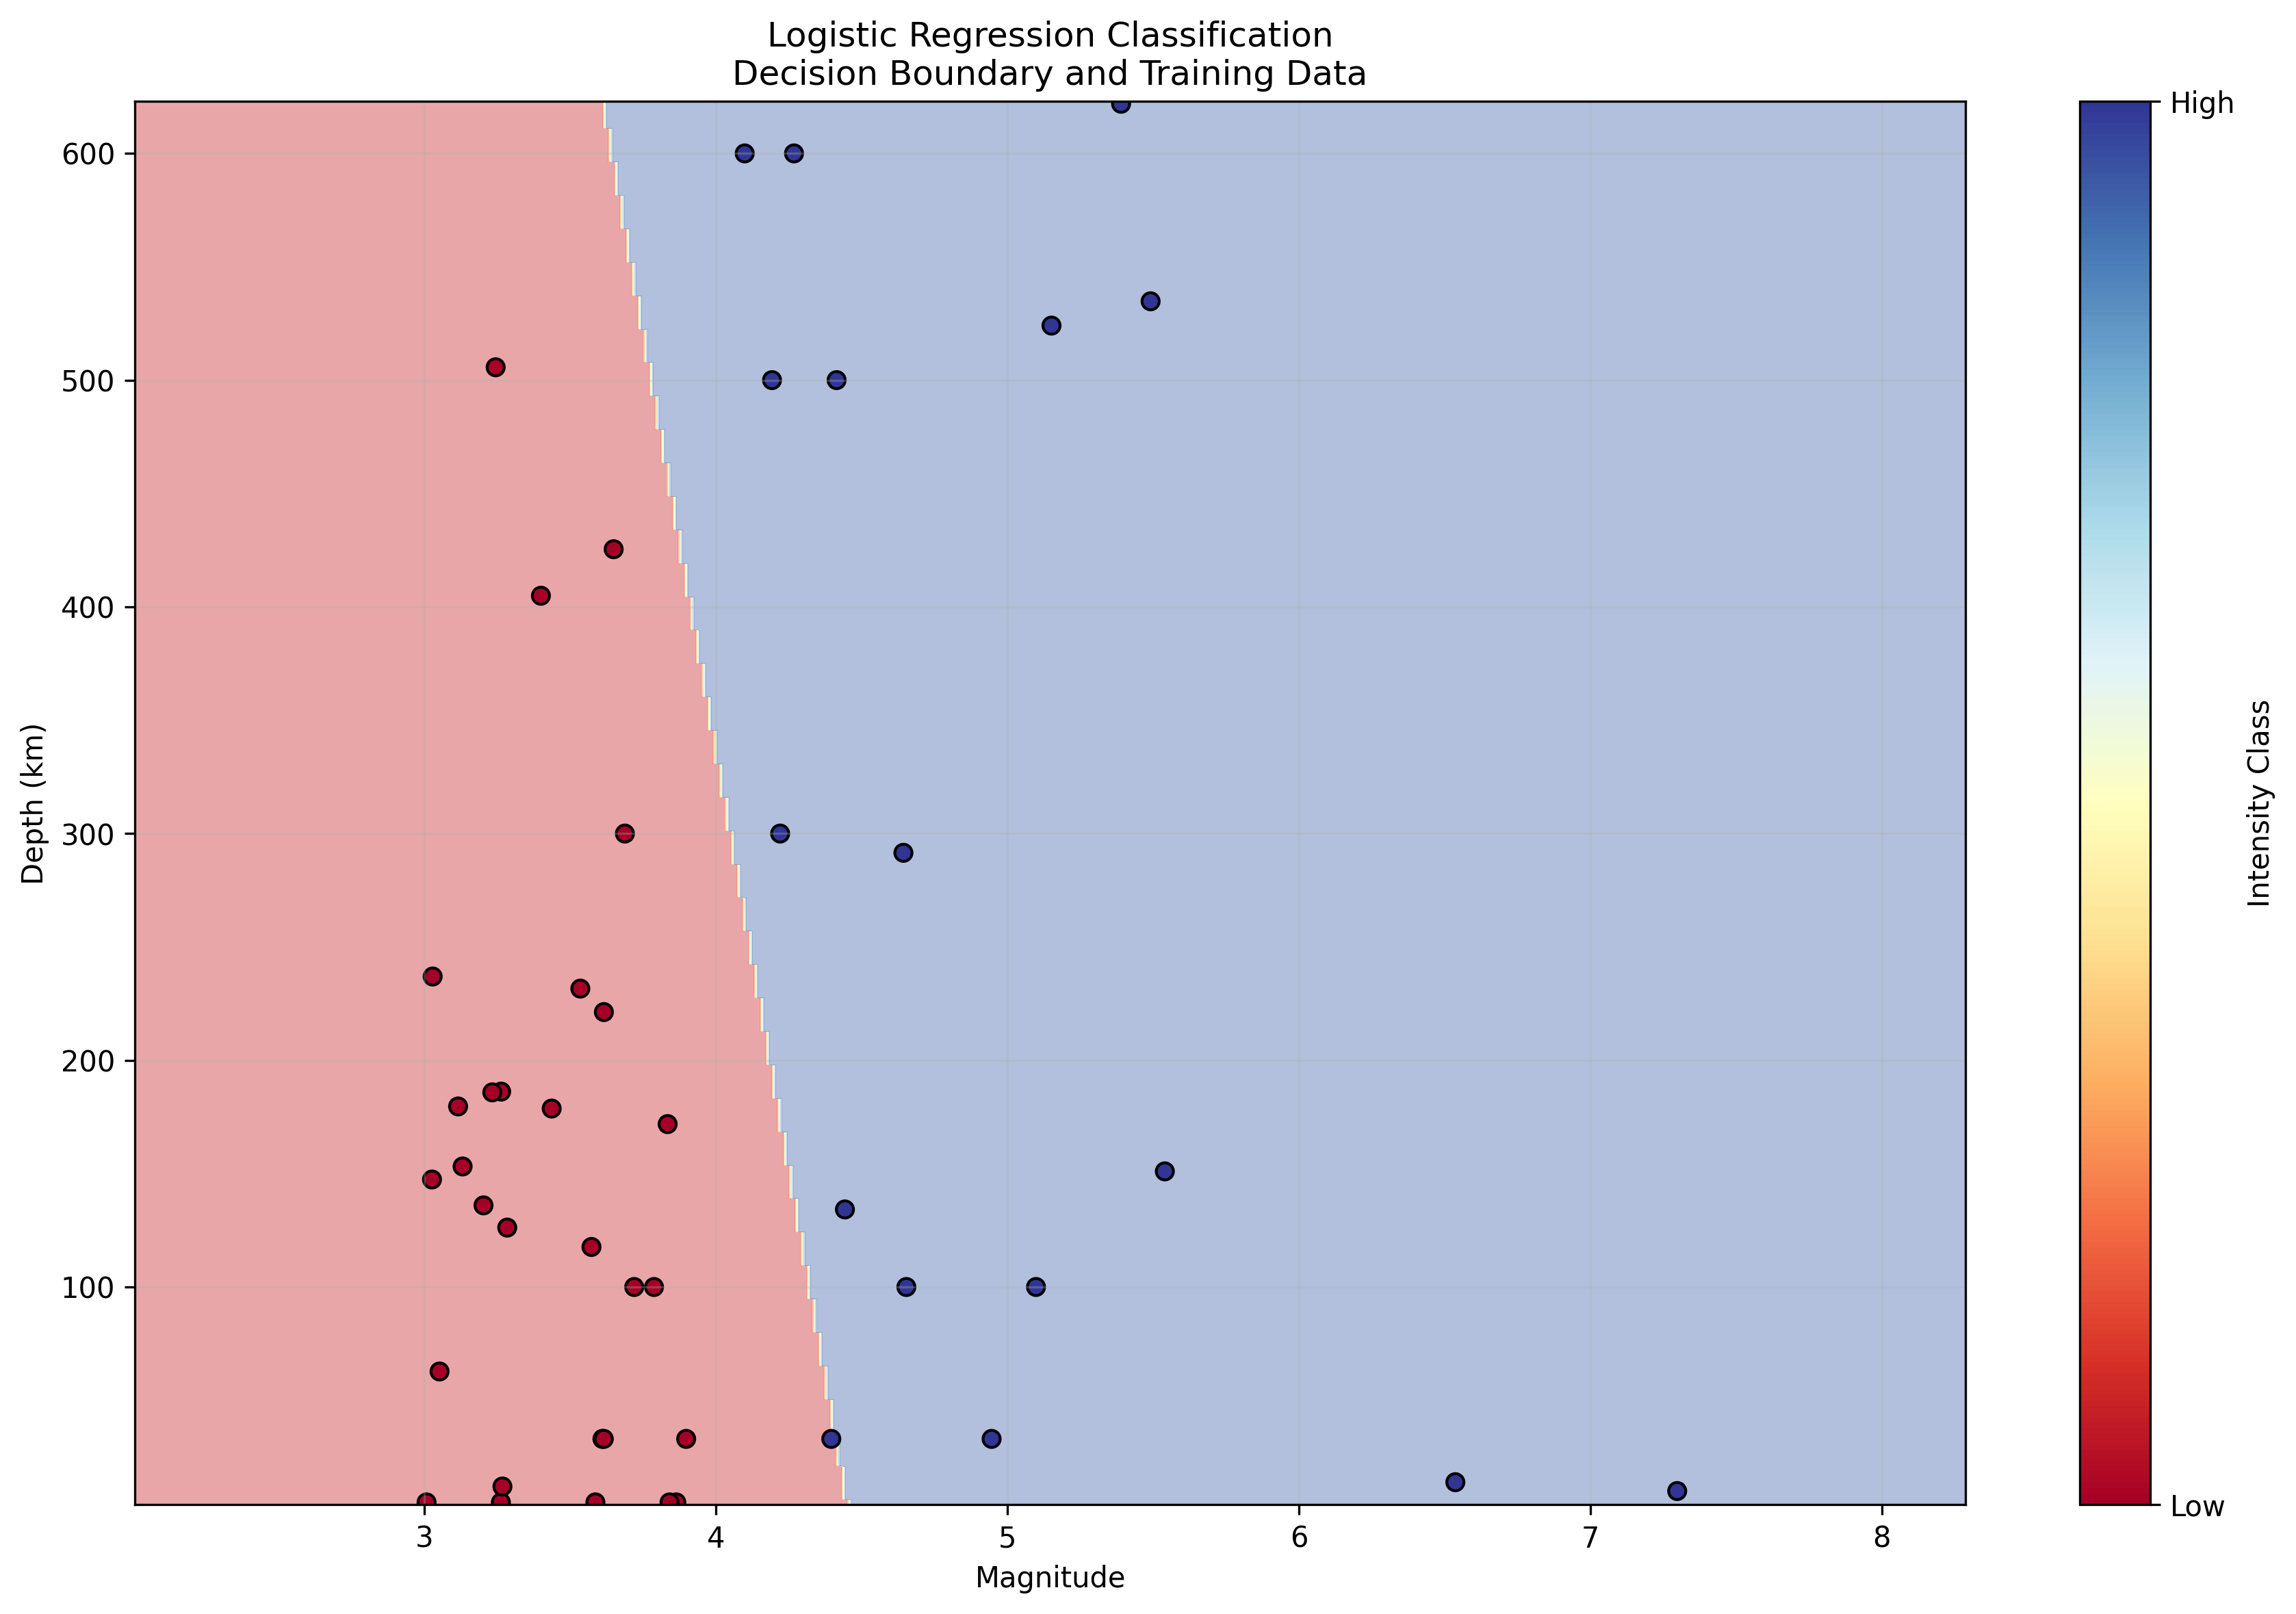 Logistic Regression Classification
Decision Boundary and Training Data
High
600
500
400
300
200
100
Depth (km)
Intensity Class
Low
3 4 5 6 7 8
Magnitude